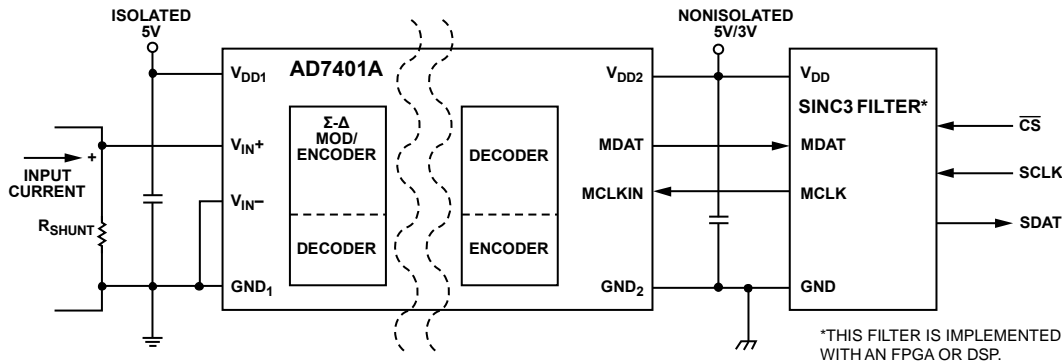 ISOLATED
5V
NONISOLATED
5V/3V
AD7401A
VDD1
VDD2
VDD
SINC3 FILTER*
Σ-Δ
MOD/
ENCODER
DECODER
CS
VIN+
MDAT
MDAT
INPUT
CURRENT
+
SCLK
MCLKIN
MCLK
VIN–
RSHUNT
DECODER
ENCODER
SDAT
GND1
GND2
GND
*THIS FILTER IS IMPLEMENTED
WITH AN FPGA OR DSP.